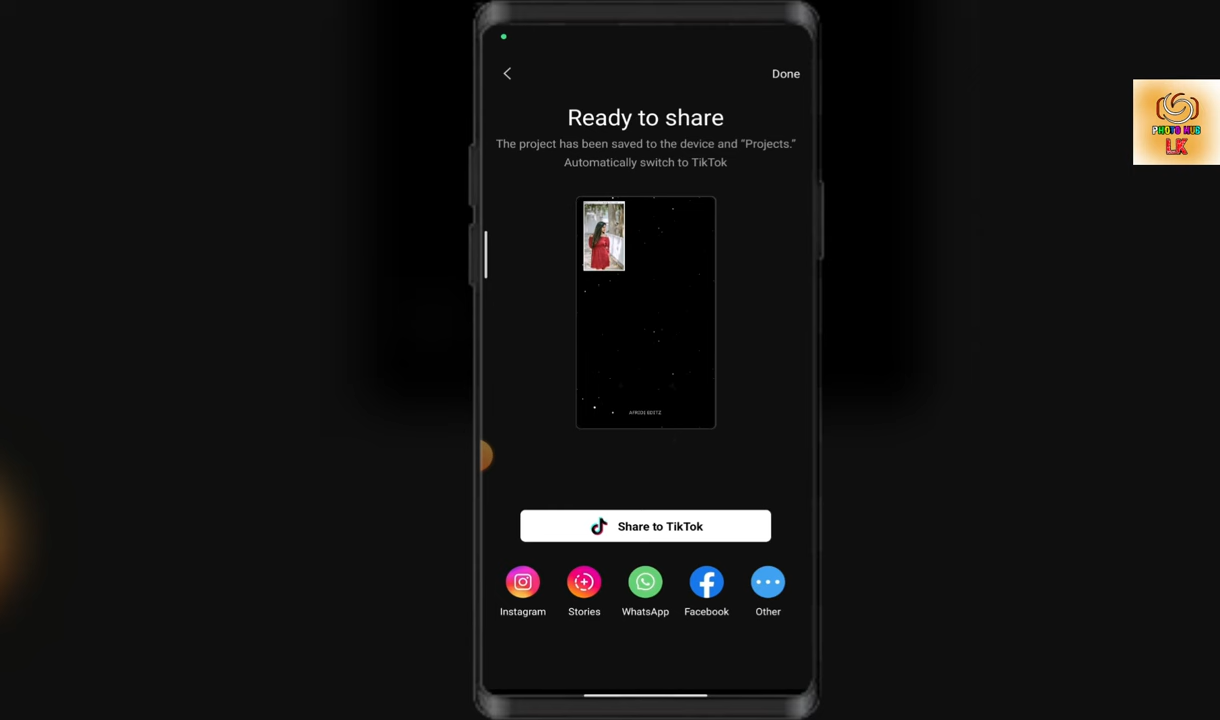 Done
Ready to share
The project has been saved to the device and “Projects.”
Automatically switch to TikTok
PHOTO HUB
LK
Share to TikTok
Instagram
Stories
WhatsApp
Facebook
Other